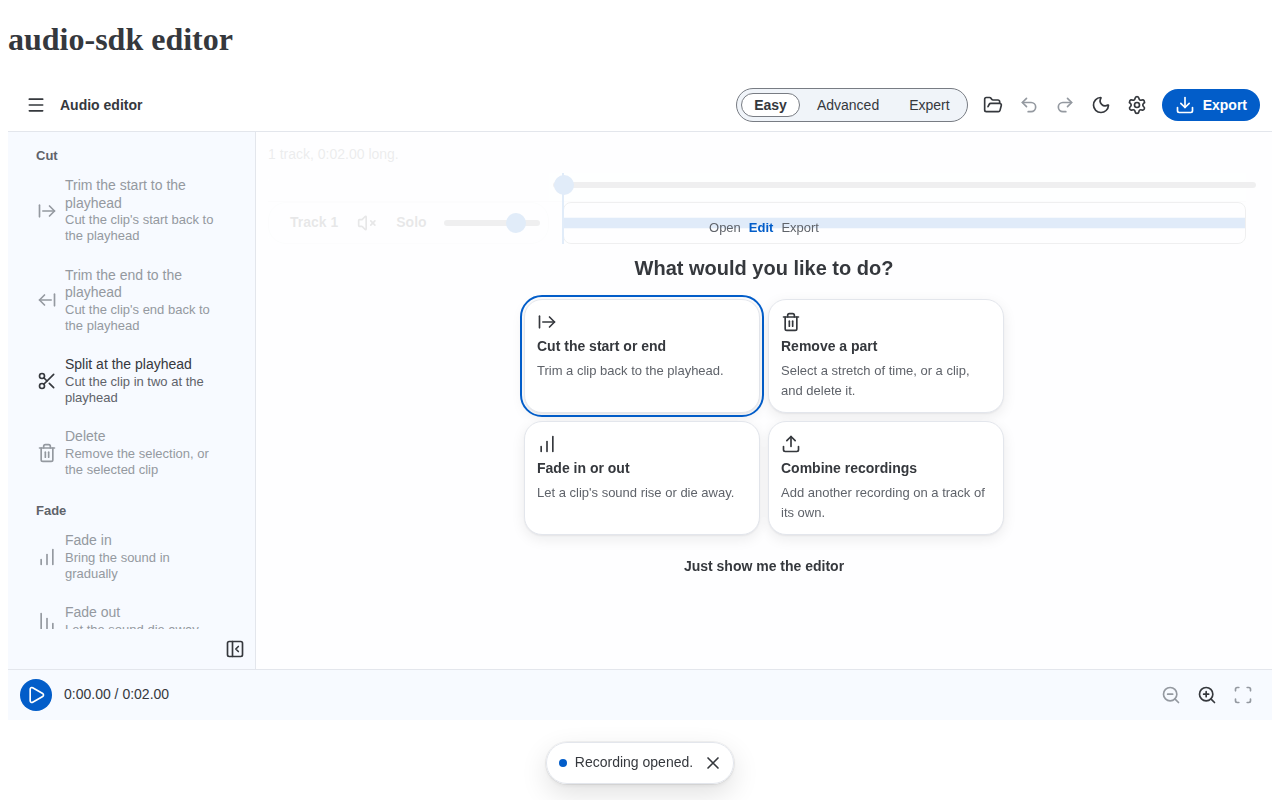 audio-sdk editor
Audio editor
Easy
Advanced
Expert
Export
Cut
Trim the start to the
playhead
Cut the clip's start back to
the playhead
Trim the end to the
playhead
Cut the clip's end back to
the playhead
Split at the playhead
Cut the clip in two at the
playhead
Delete
Remove the selection, or
the selected clip
Fade
Fade in
Bring the sound in
gradually
Fade out
Let the sound die away
1 track, 0:02.00 long.
Track 1
Solo
Open Edit Export
What would you like to do?
Cut the start or end
Trim a clip back to the playhead.
Remove a part
Select a stretch of time, or a clip,
and delete it.
Fade in or out
Let a clip's sound rise or die away.
Combine recordings
Add another recording on a track of
its own.
Just show me the editor
0:00.00 / 0:02.00
Recording opened.